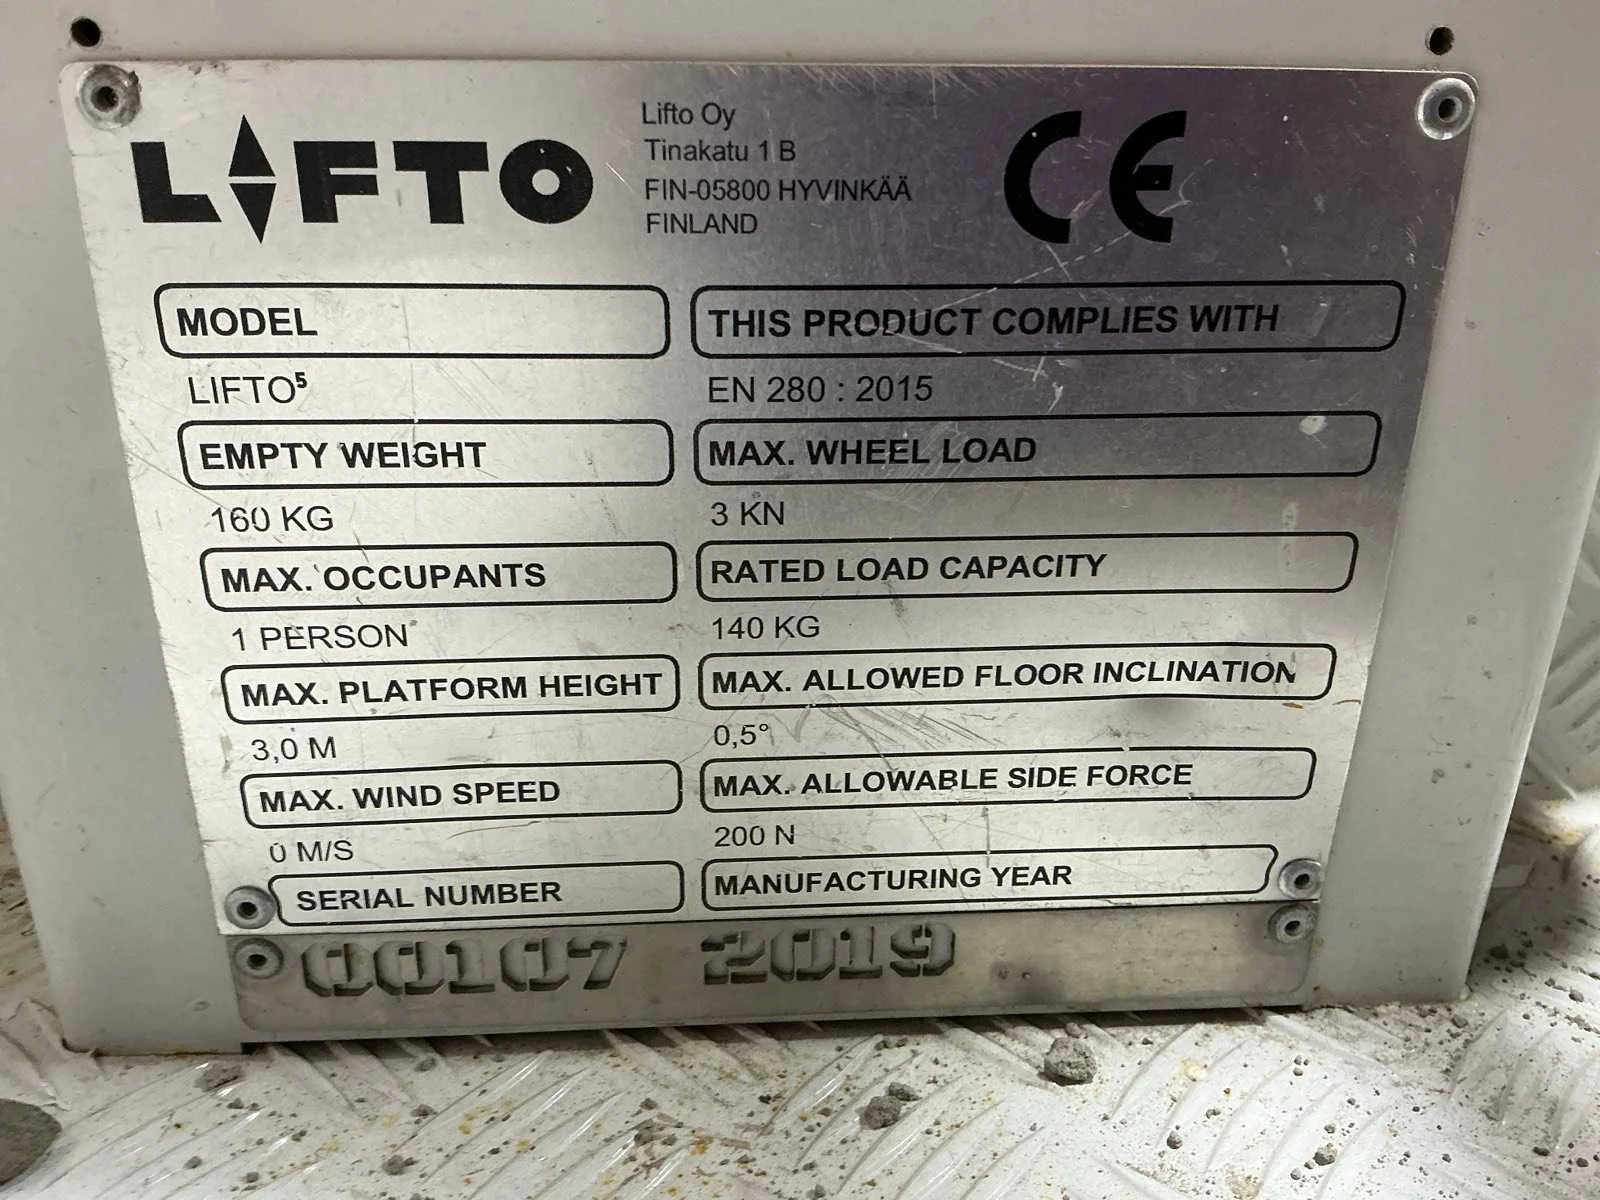 LIFTO
Lifto Oy
Tinakatu 1 B
FIN-05800 HYVINKÄÄ
FINLAND
CE
MODEL
LIFTO⁵
THIS PRODUCT COMPLIES WITH
EN 280 : 2015
EMPTY WEIGHT
160 KG
MAX. WHEEL LOAD
3 KN
MAX. OCCUPANTS
1 PERSON
RATED LOAD CAPACITY
140 KG
MAX. PLATFORM HEIGHT
3,0 M
MAX. ALLOWED FLOOR INCLINATION
0,5°
MAX. WIND SPEED
0 M/S
MAX. ALLOWABLE SIDE FORCE
200 N
SERIAL NUMBER
00107
MANUFACTURING YEAR
2019